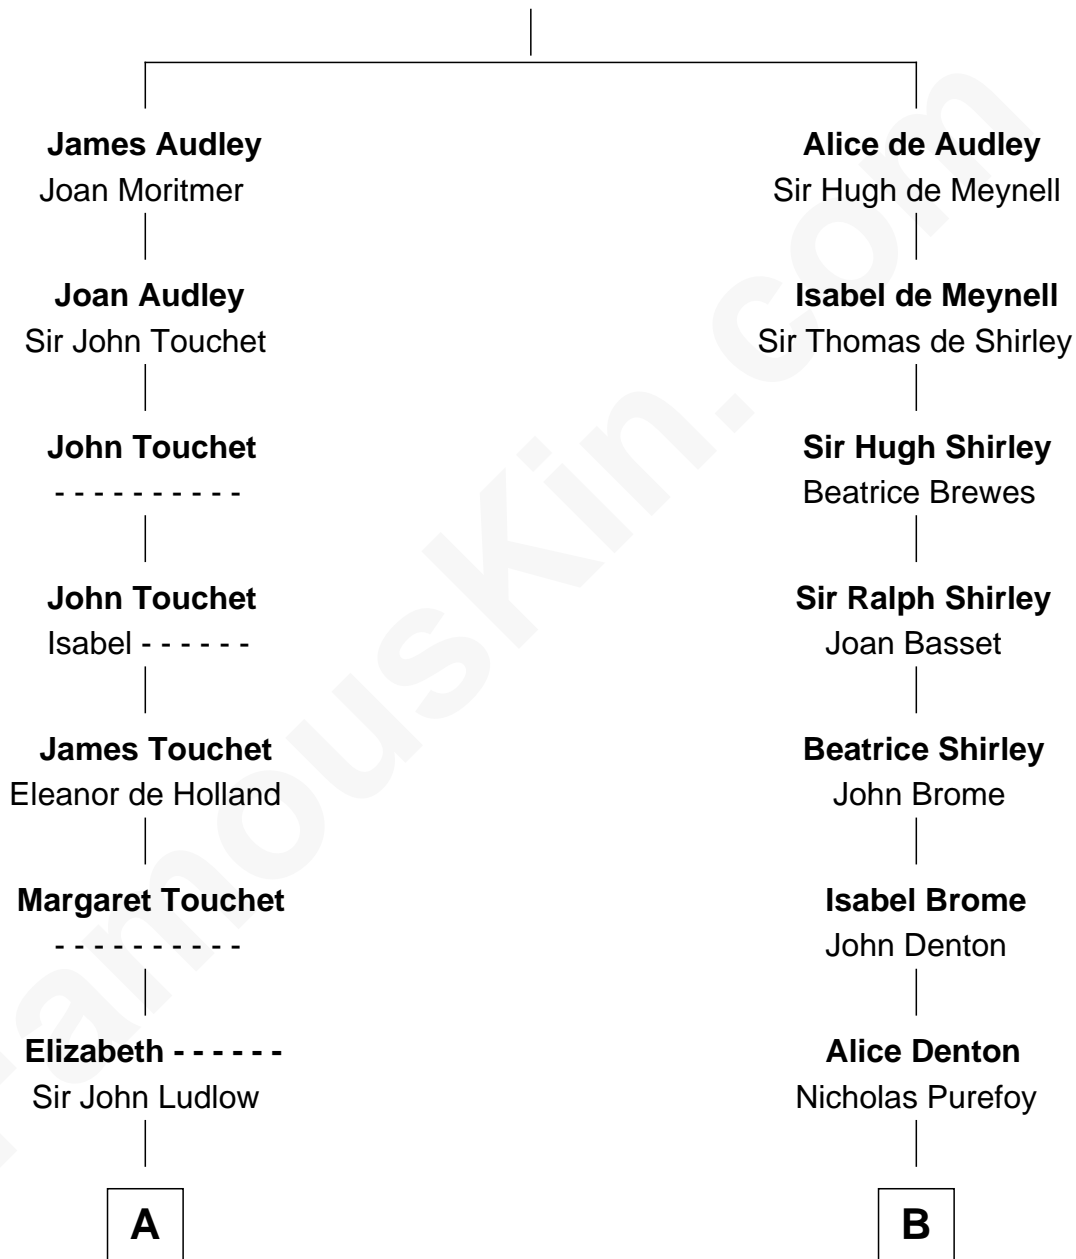 James Audley
Joan Moritmer
Joan Audley
Sir John Touchet
John Touchet
- - - - - - - - - -
John Touchet
Isabel - - - - - -
James Touchet
Eleanor de Holland
Margaret Touchet
- - - - - - - - - -
Elizabeth - - - - - -
Sir John Ludlow
A
Alice de Audley
Sir Hugh de Meynell
Isabel de Meynell
Sir Thomas de Shirley
Sir Hugh Shirley
Beatrice Brewes
Sir Ralph Shirley
Joan Basset
Beatrice Shirley
John Brome
Isabel Brome
John Denton
Alice Denton
Nicholas Purefoy
B
FamousKin.com